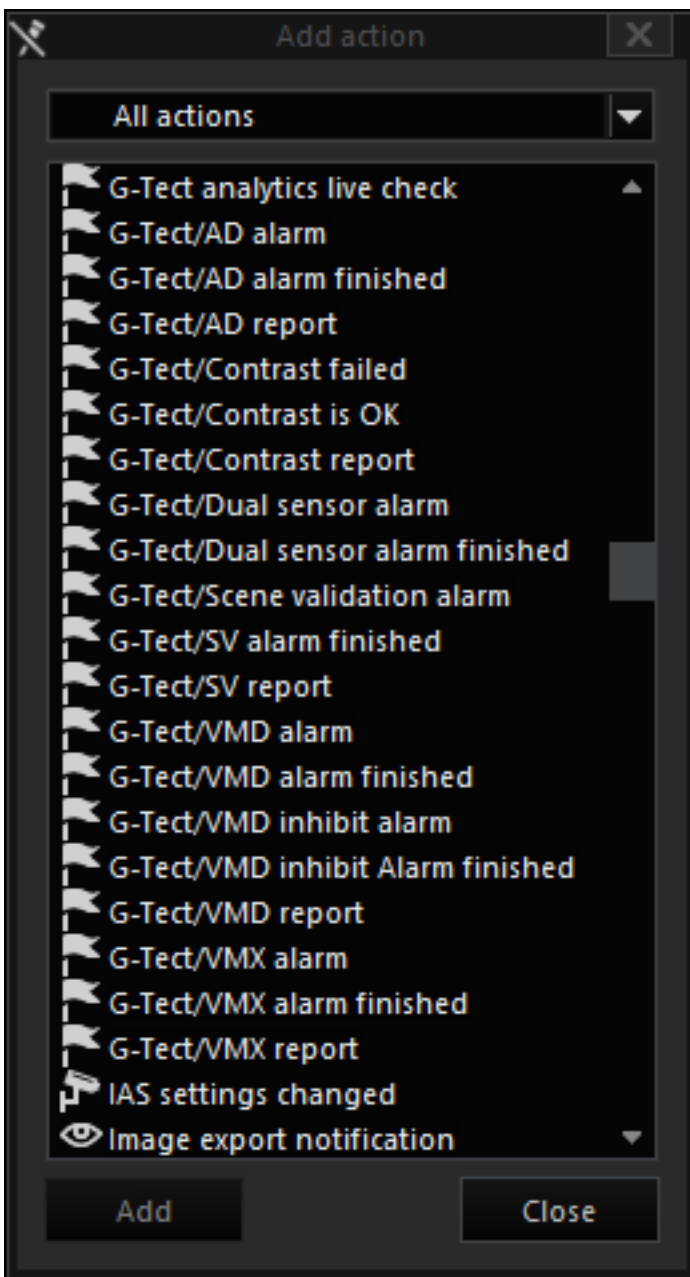 Add action
All actions
G-Tect analytics live check
G-Tect/AD alarm
G-Tect/AD alarm finished
G-Tect/AD report
G-Tect/Contrast failed
G-Tect/Contrast is OK
G-Tect/Contrast report
G-Tect/Dual sensor alarm
G-Tect/Dual sensor alarm finished
G-Tect/Scene validation alarm
G-Tect/SV alarm finished
G-Tect/SV report
G-Tect/VMD alarm
G-Tect/VMD alarm finished
G-Tect/VMD inhibit alarm
G-Tect/VMD inhibit Alarm finished
G-Tect/VMD report
G-Tect/VMX alarm
G-Tect/VMX alarm finished
G-Tect/VMX report
IAS settings changed
Image export notification
Add Close